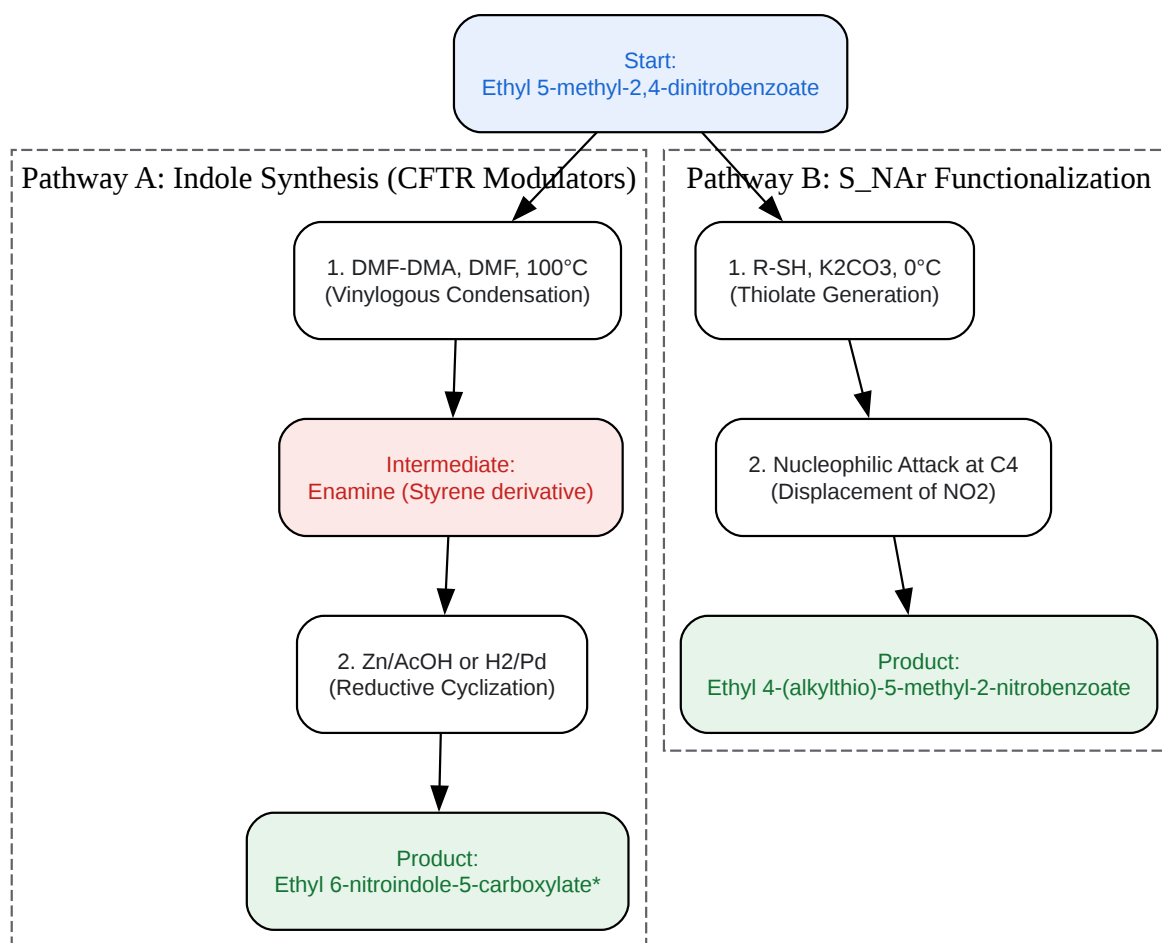 Start:
Ethyl 5-methyl-2,4-dinitrobenzoate
Pathway A: Indole Synthesis (CFTR Modulators)
1. DMF-DMA, DMF, 100°C
(Vinylogous Condensation)
Intermediate:
Enamine (Styrene derivative)
2. Zn/AcOH or H2/Pd
(Reductive Cyclization)
Product:
Ethyl 6-nitroindole-5-carboxylate*
Pathway B: S_NAr Functionalization
1. R-SH, K2CO3, 0°C
(Thiolate Generation)
2. Nucleophilic Attack at C4
(Displacement of NO2)
Product:
Ethyl 4-(alkylthio)-5-methyl-2-nitrobenzoate